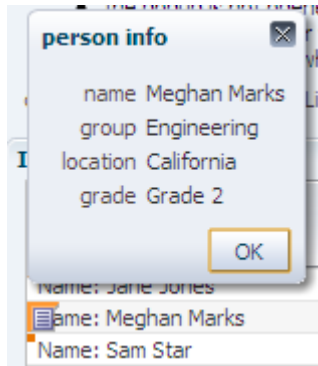 person info
name Meghan Marks
group Engineering
location California
grade Grade 2
OK
Name: Jane Jones
ame: Meghan Marks
Name: Sam Star